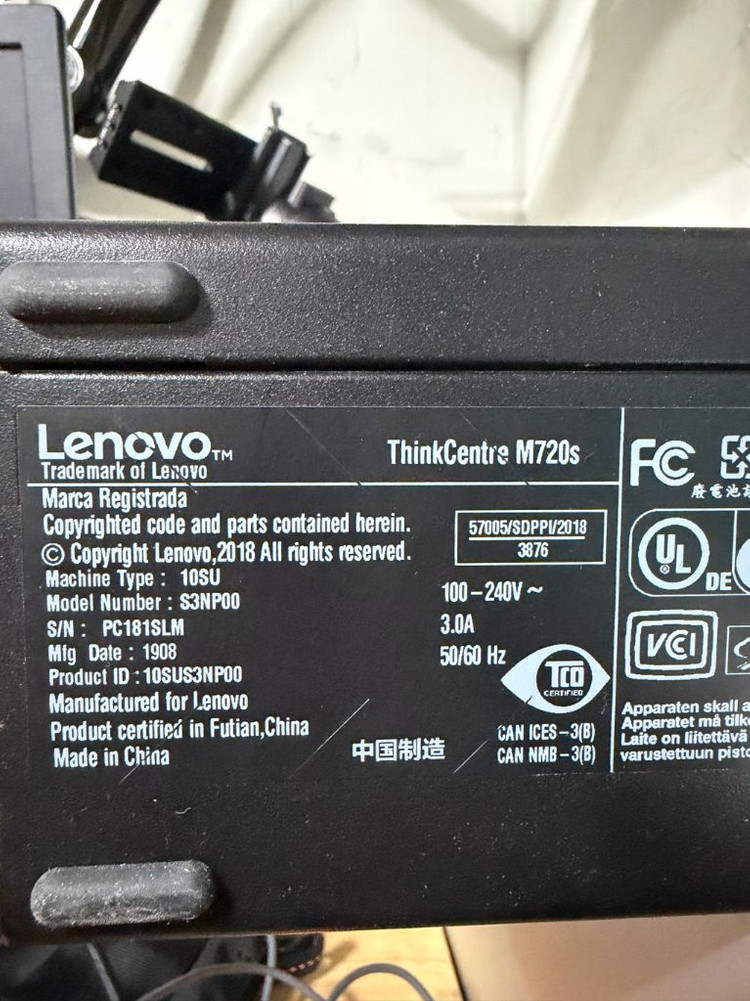 Lenovo™
Trademark of Lenovo
ThinkCentre M720s
Marca Registrada
Copyrighted code and parts contained herein.
© Copyright Lenovo,2018 All rights reserved.
Machine Type : 10SU
Model Number : S3NP00
S/N : PC181SLM
Mfg Date : 1908
Product ID :10SUS3NP00
Manufactured for Lenovo
Product certified in Futian,China
Made in China
中国制造
57005/SDPPI/2018
3876
100-240V ~
3.0A
50/60 Hz
TCO
CERTIFIED
CAN ICES-3(B)
CAN NMB-3(B)
FC
廢電池
UL
®
DE
VCI
Apparaten skall a
Apparatet må tilk
Laite on liitettävä
varustettuun pisto